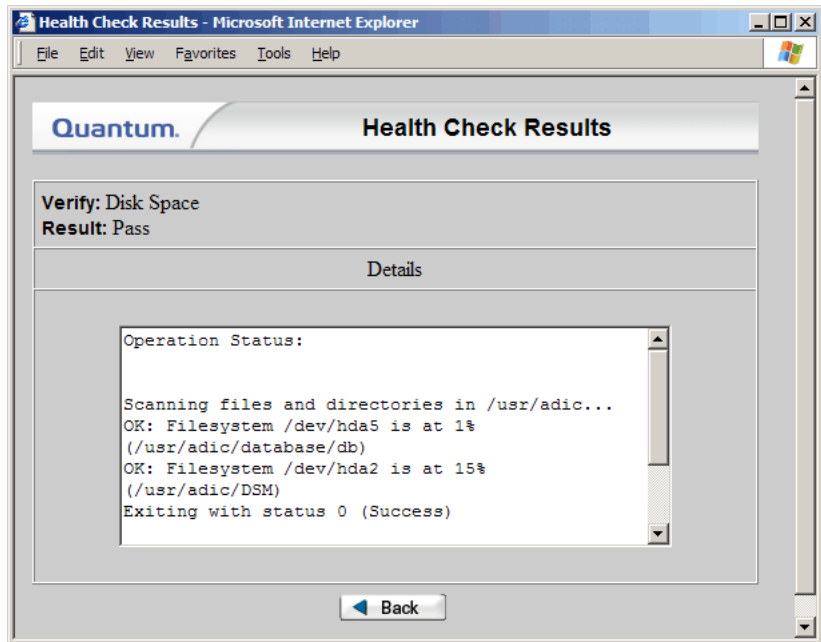 Health Check Results - Microsoft Internet Explorer
File Edit View Favorites Tools Help
Quantum.
Health Check Results
Verify: Disk Space
Result: Pass
Details
Operation Status:
Scanning files and directories in /usr/adic...
OK: Filesystem /dev/hda5 is at 1%
(/usr/adic/database/db)
OK: Filesystem /dev/hda2 is at 15%
(/usr/adic/DSM)
Exiting with status 0 (Success)
Back